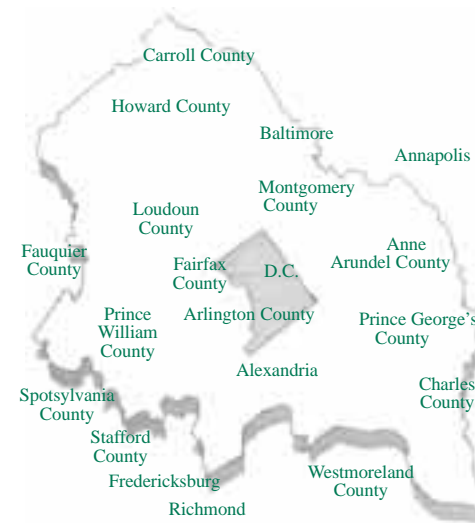 Carroll County
Howard County
Baltimore
Annapolis
Montgomery
County
Loudoun
County
Anne
Arundel County
Fauquier
County
Fairfax
County
D.C.
Prince
William
County
Arlington County
Prince George's
County
Alexandria
Charles
County
Spotsylvania
County
Stafford
County
Fredericksburg
Westmoreland
County
Richmond